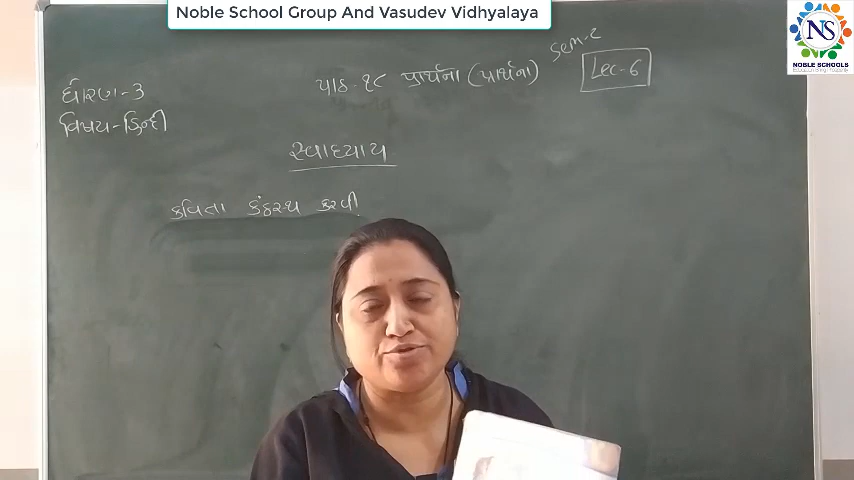 Noble School Group And Vasudev Vidhyalaya
NS
NOBLE SCHOOLS
ધોરણ-૩
વિષય-હિન્દી
પાઠ-૧૮ પ્રાર્થના (પ્રાર્થના) Sem-2
Lec-6
સ્વાધ્યાય
કવિતા કંઠસ્થ કરવી.